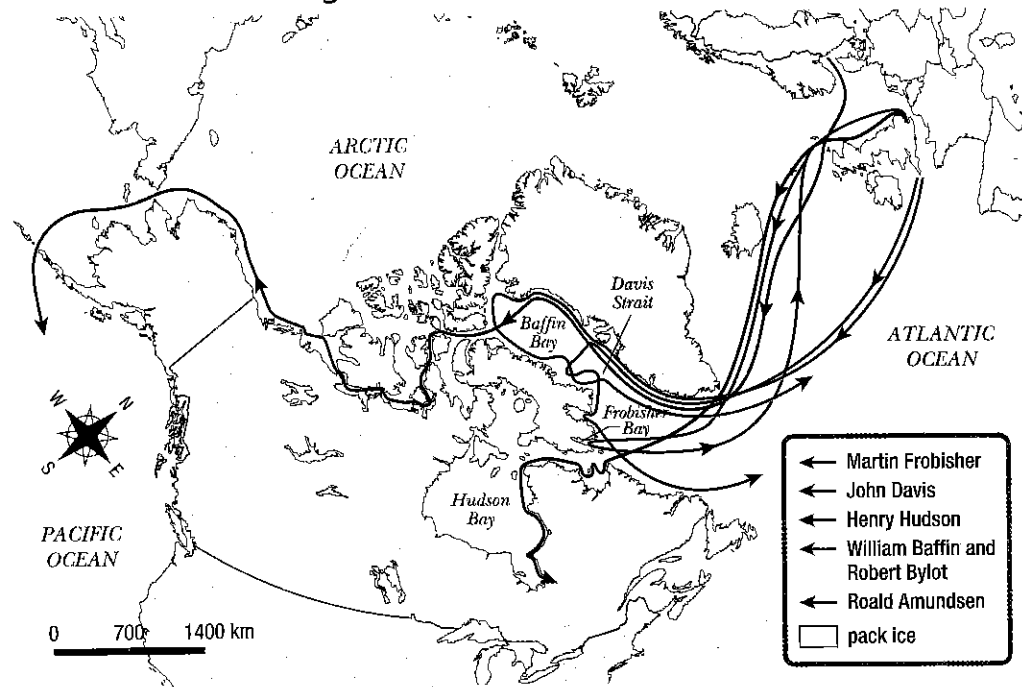 ARCTIC
OCEAN
Davis
Strait
Baffin
Bay
ATLANTIC
OCEAN
Frobisher
Bay
W
N
S
E
Hudson
Bay
PACIFIC
OCEAN
0 700 1400 km
Martin Frobisher
John Davis
Henry Hudson
William Baffin and
Robert Bylot
Roald Amundsen
pack ice